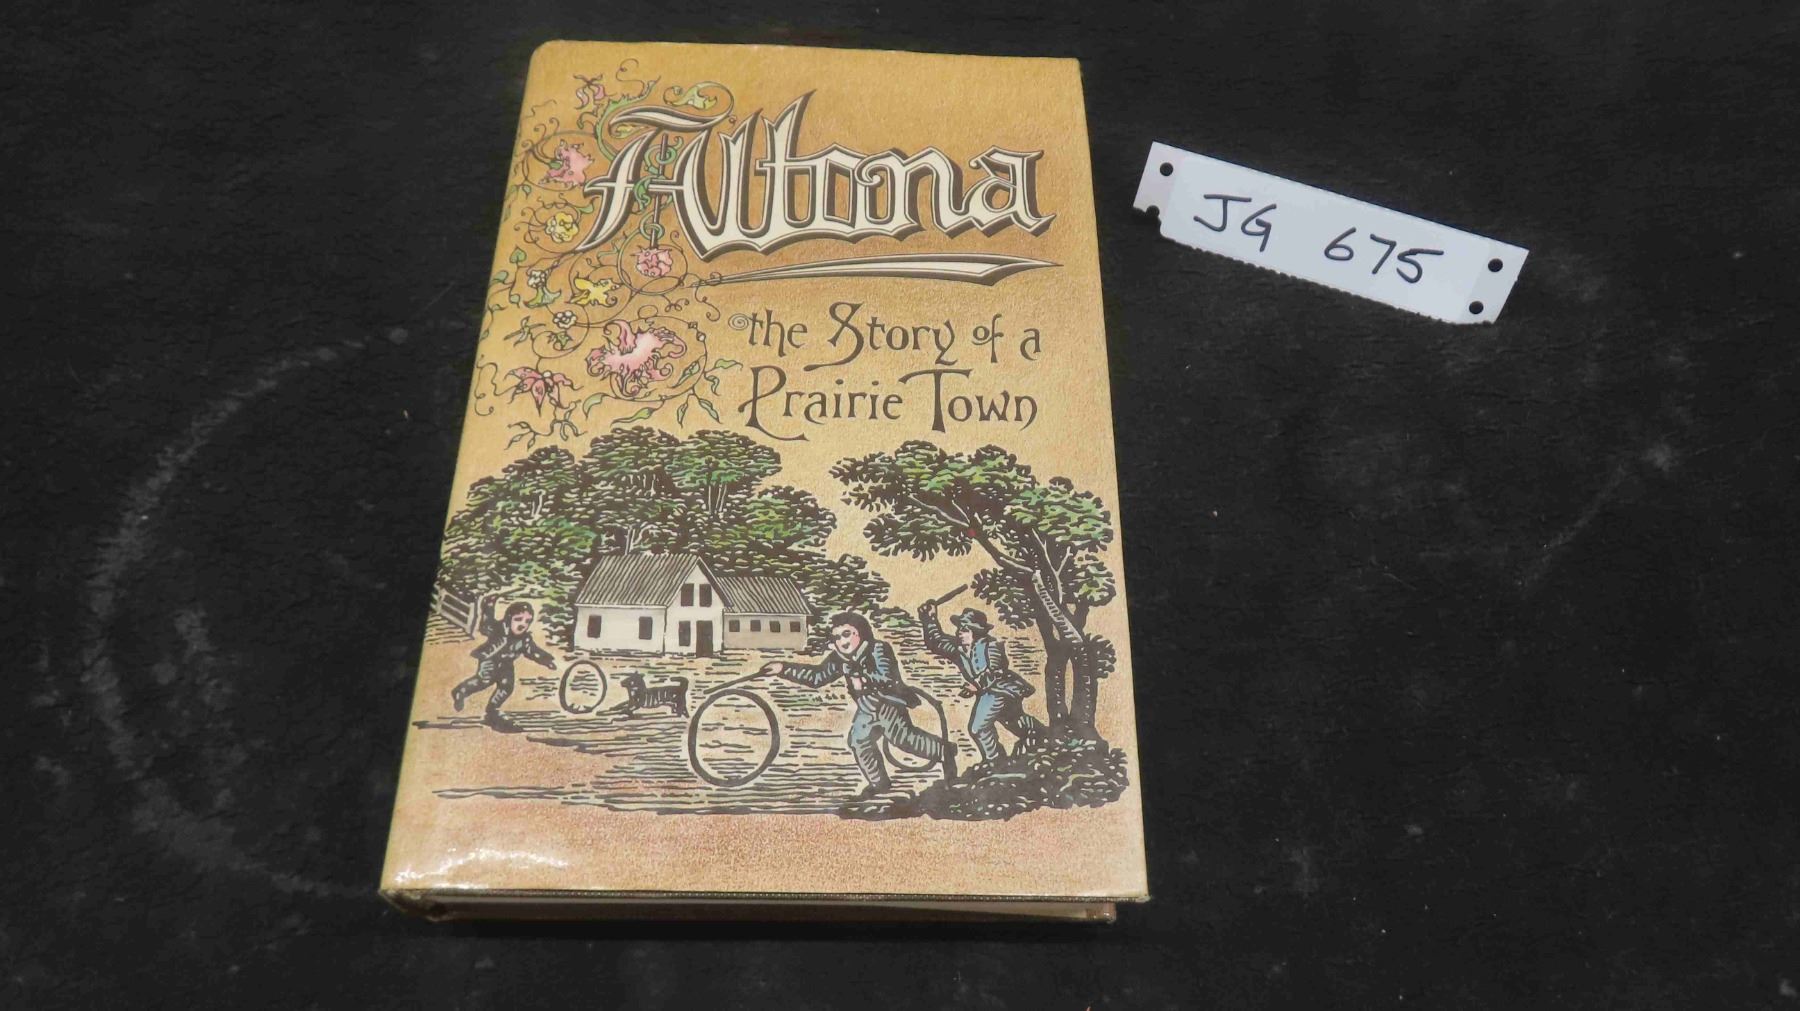 Altona
the Story of a
Prairie Town
JG 675